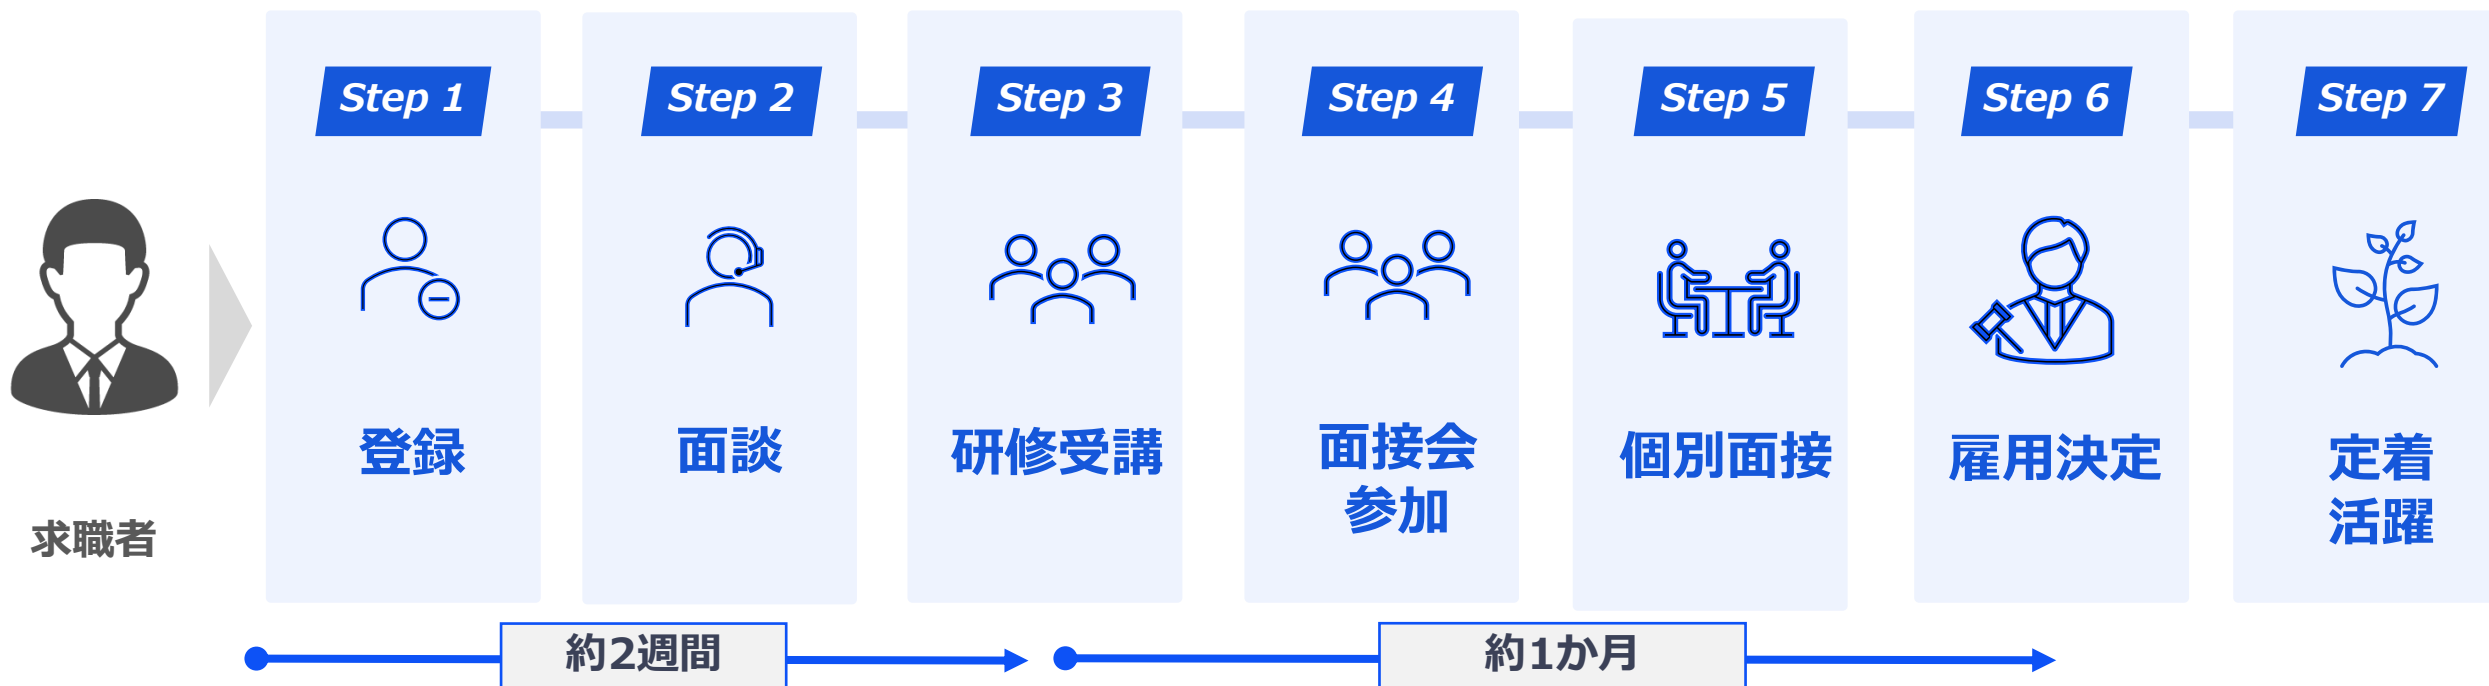 Step 1
Step 2
Step 3
Step 4
Step 5
Step 6
Step 7
求職者
登録
面談
研修受講
面接会
参加
個別面接
雇用決定
定着
活躍
約2週間
約1か月